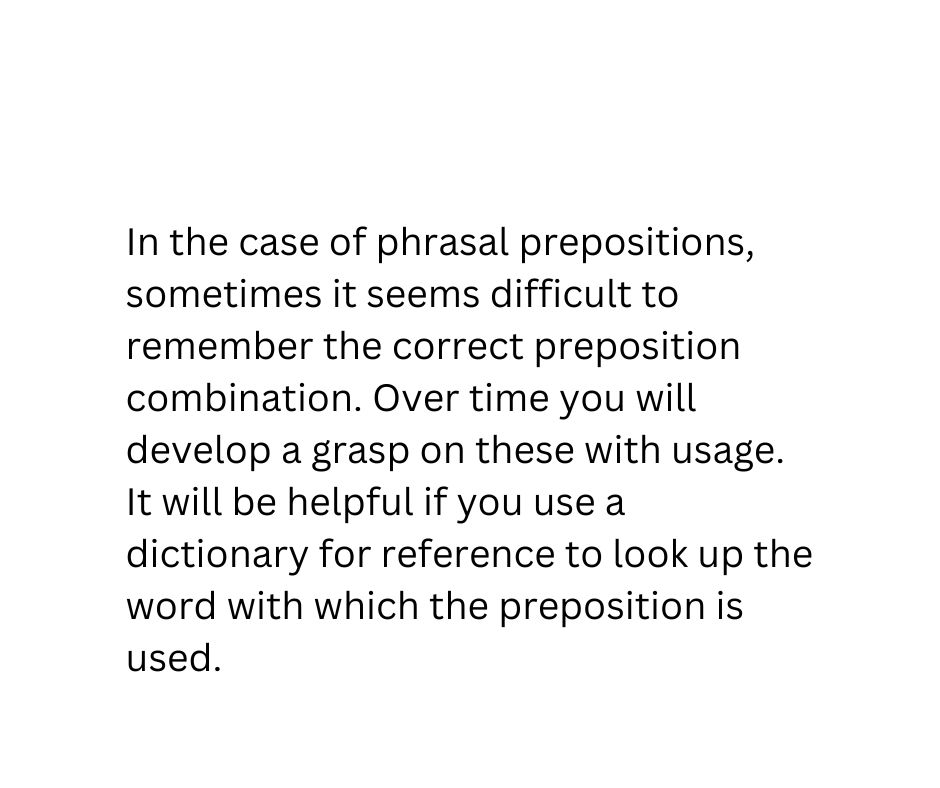 In the case of phrasal prepositions,
sometimes it seems difficult to
remember the correct preposition
combination. Over time you will
develop a grasp on these with usage.
It will be helpful if you use a
dictionary for reference to look up the
word with which the preposition is
used.